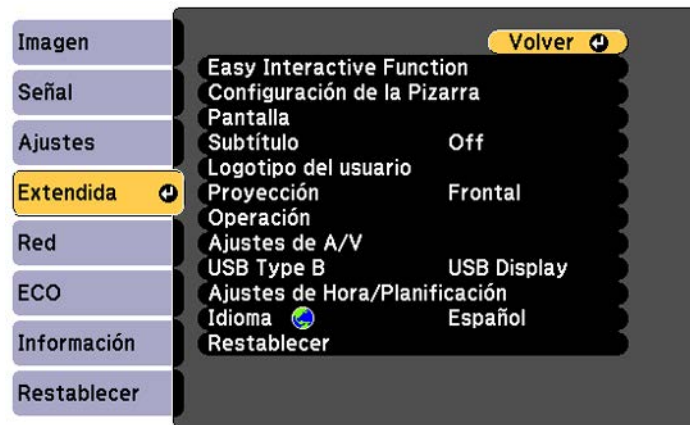 Imagen
Señal
Ajustes
Extendida
Red
ECO
Información
Restablecer
Volver
Easy Interactive Function
Configuración de la Pizarra
Pantalla
Subtítulo Off
Logotipo del usuario
Proyección Frontal
Operación
Ajustes de A/V
USB Type B USB Display
Ajustes de Hora/Planificación
Idioma Español
Restablecer